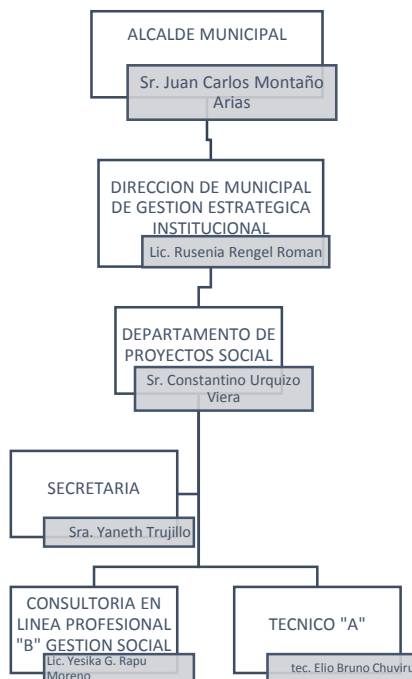 ALCALDE MUNICIPAL
Sr. Juan Carlos Montaño
Arias
DIRECCION DE MUNICIPAL
DE GESTION ESTRATEGICA
INSTITUCIONAL
Lic. Rusenia Rengel Roman
DEPARTAMENTO DE
PROYECTOS SOCIAL
Sr. Constantino Urquizo
Viera
SECRETARIA
Sra. Yaneth Trujillo
CONSULTORIA EN
LINEA PROFESIONAL
"B" GESTION SOCIAL
Lic. Yesika G. Rapu
Moreno
TECNICO "A"
tec. Elio Bruno Chuviru